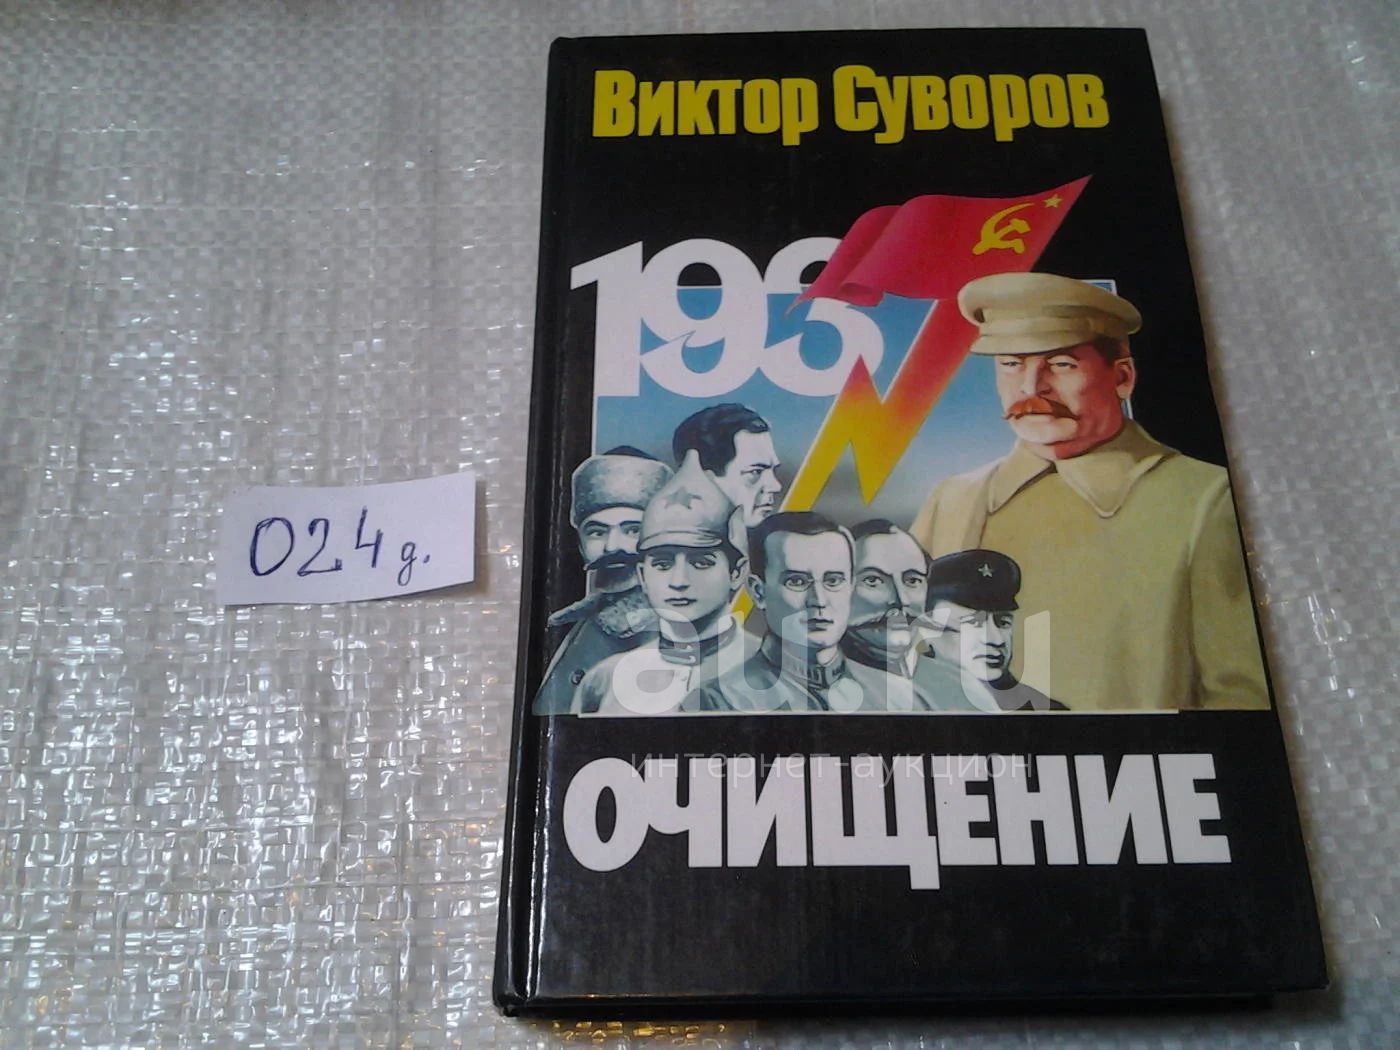 Виктор Суворов
1937
024 д.
au.ru
интернет-аукцион
ОЧИЩЕНИЕ